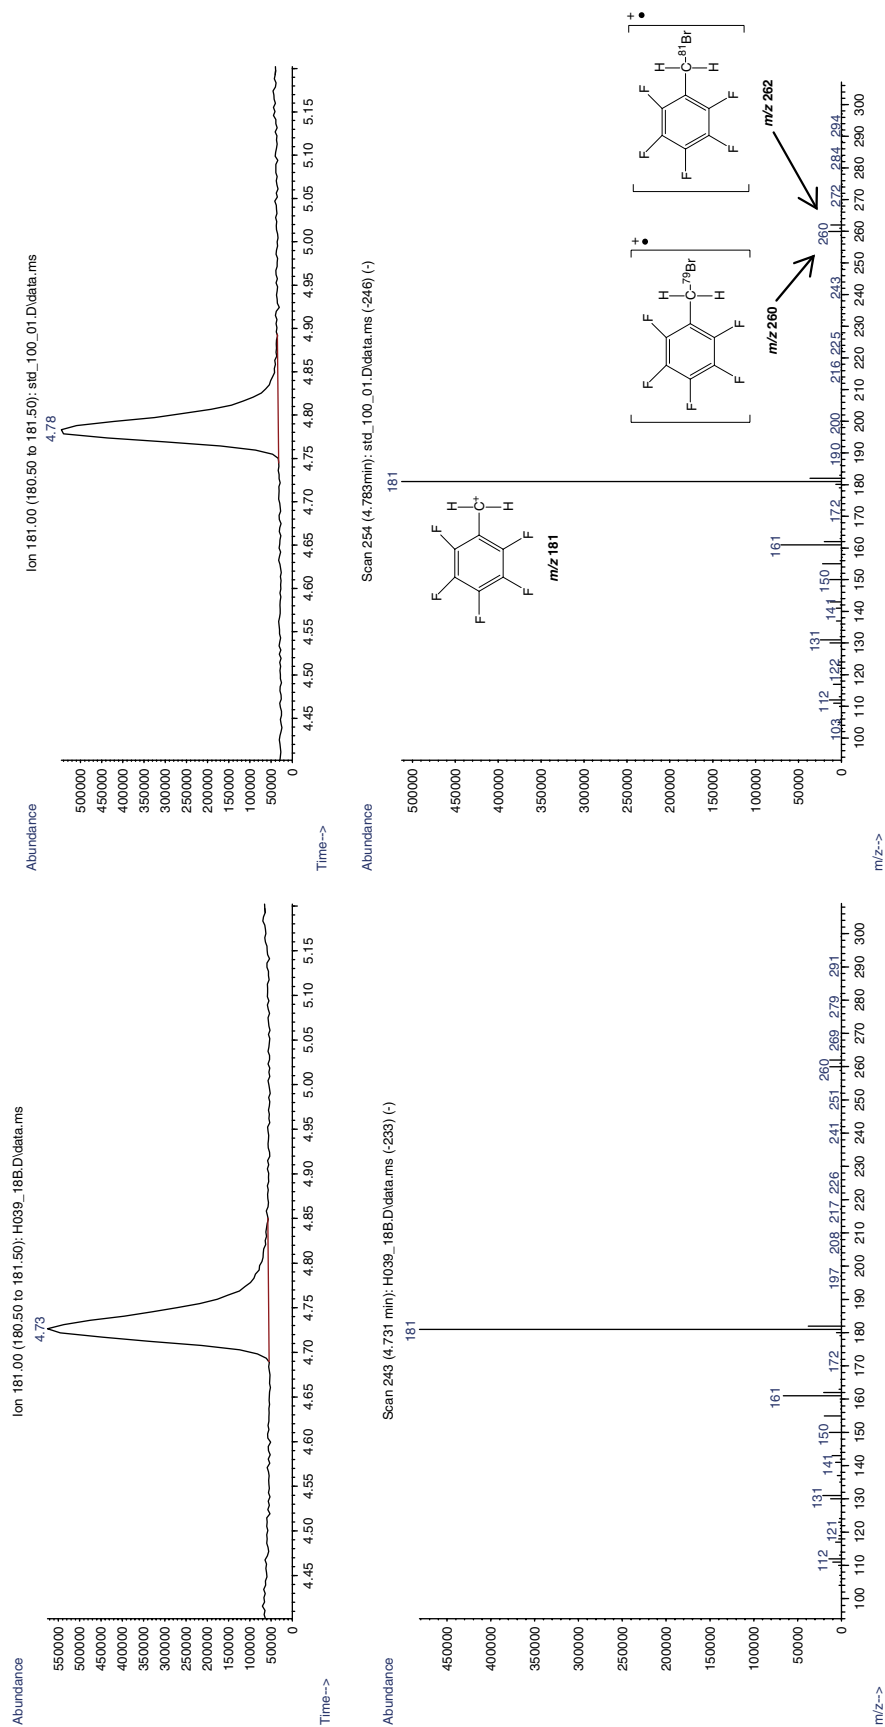 Abundance
Ion 181.00 (180.50 to 181.50): H039_18B.D\data.ms
4.73
550000
500000
450000
400000
350000
300000
250000
200000
150000
100000
50000
0
4.45 4.50 4.55 4.60 4.65 4.70 4.75 4.80 4.85 4.90 4.95 5.00 5.05 5.10 5.15
Time-->
Abundance
Scan 243 (4.731 min): H039_18B.D\data.ms (-233) (-)
181
450000
400000
350000
300000
250000
200000
150000
100000
50000
0
112 121 131 141 150 161 172 197 208 217 226 241 251 260 269 279 291
100 110 120 130 140 150 160 170 180 190 200 210 220 230 240 250 260 270 280 290 300
m/z-->
Abundance
Ion 181.00 (180.50 to 181.50): std_100_01.D\data.ms
4.78
500000
450000
400000
350000
300000
250000
200000
150000
100000
50000
0
4.45 4.50 4.55 4.60 4.65 4.70 4.75 4.80 4.85 4.90 4.95 5.00 5.05 5.10 5.15
Time-->
Abundance
Scan 254 (4.783min): std_100_01.D\data.ms (-246) (-)
181
500000
450000
400000
350000
300000
250000
200000
150000
100000
50000
0
F F F F F H C+ H
m/z 181
F F F F F H C 79Br H +•
m/z 260
F F F F F H C 81Br H +•
m/z 262
103 112 122 131 141 150 161 172 190 200 216 225 243 260 272 284 294
100 110 120 130 140 150 160 170 180 190 200 210 220 230 240 250 260 270 280 290 300
m/z-->